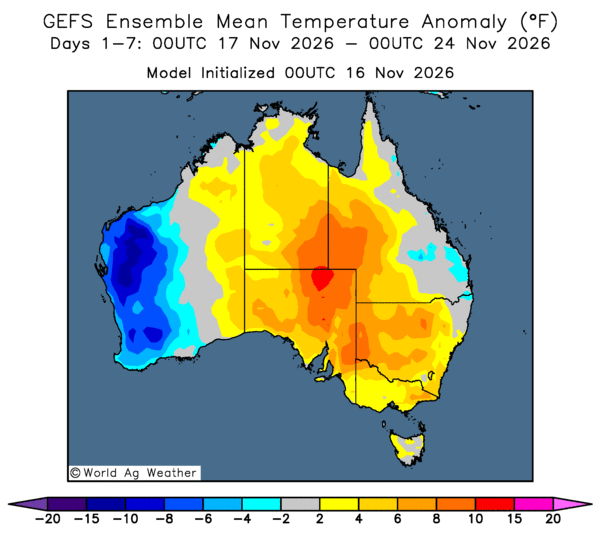 GEFS Ensemble Mean Temperature Anomaly (°F)
Days 1−7: 00UTC 17 Nov 2026 − 00UTC 24 Nov 2026
Model Initialized 00UTC 16 Nov 2026
©World Ag Weather
−20 −15 −10 −8 −6 −4 −2 2 4 6 8 10 15 20